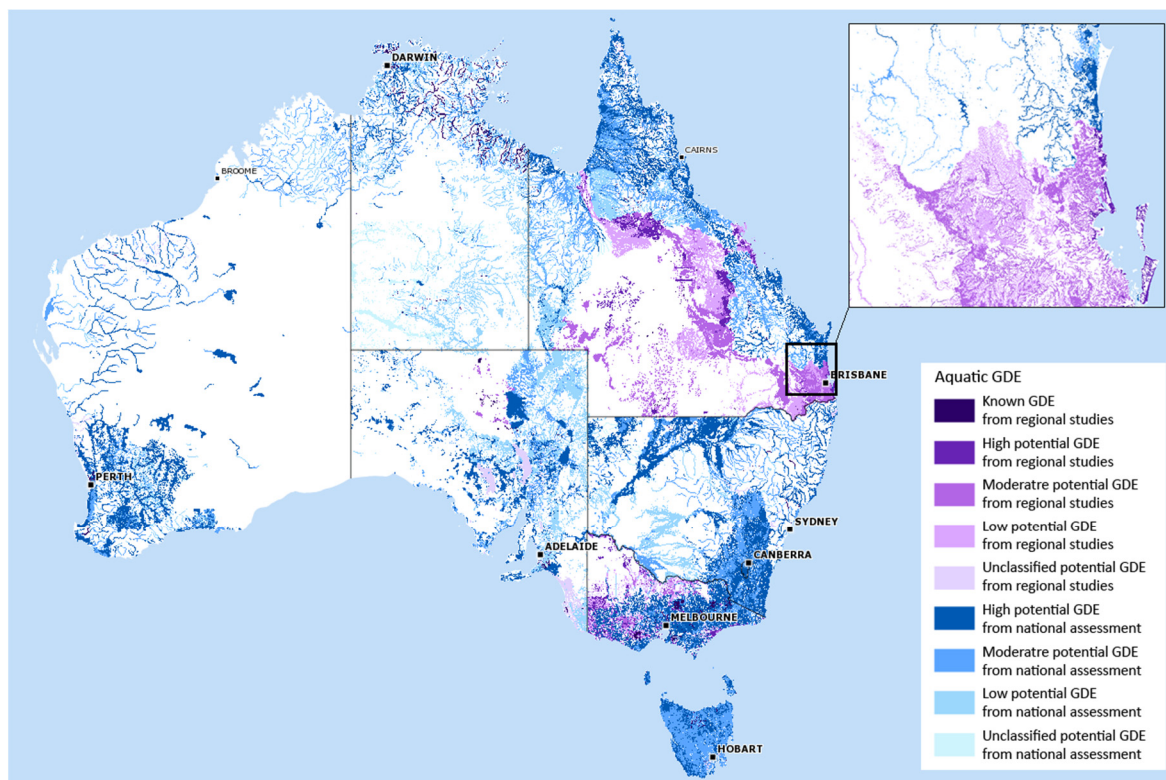 DARWIN
CAIRNS
BROOME
BRISBANE
PERTH
SYDNEY
ADELAIDE
CANBERRA
MELBOURNE
HOBART
Aquatic GDE
Known GDE
from regional studies
High potential GDE
from regional studies
Moderatre potential GDE
from regional studies
Low potential GDE
from regional studies
Unclassified potential GDE
from regional studies
High potential GDE
from national assessment
Moderatre potential GDE
from national assessment
Low potential GDE
from national assessment
Unclassified potential GDE
from national assessment